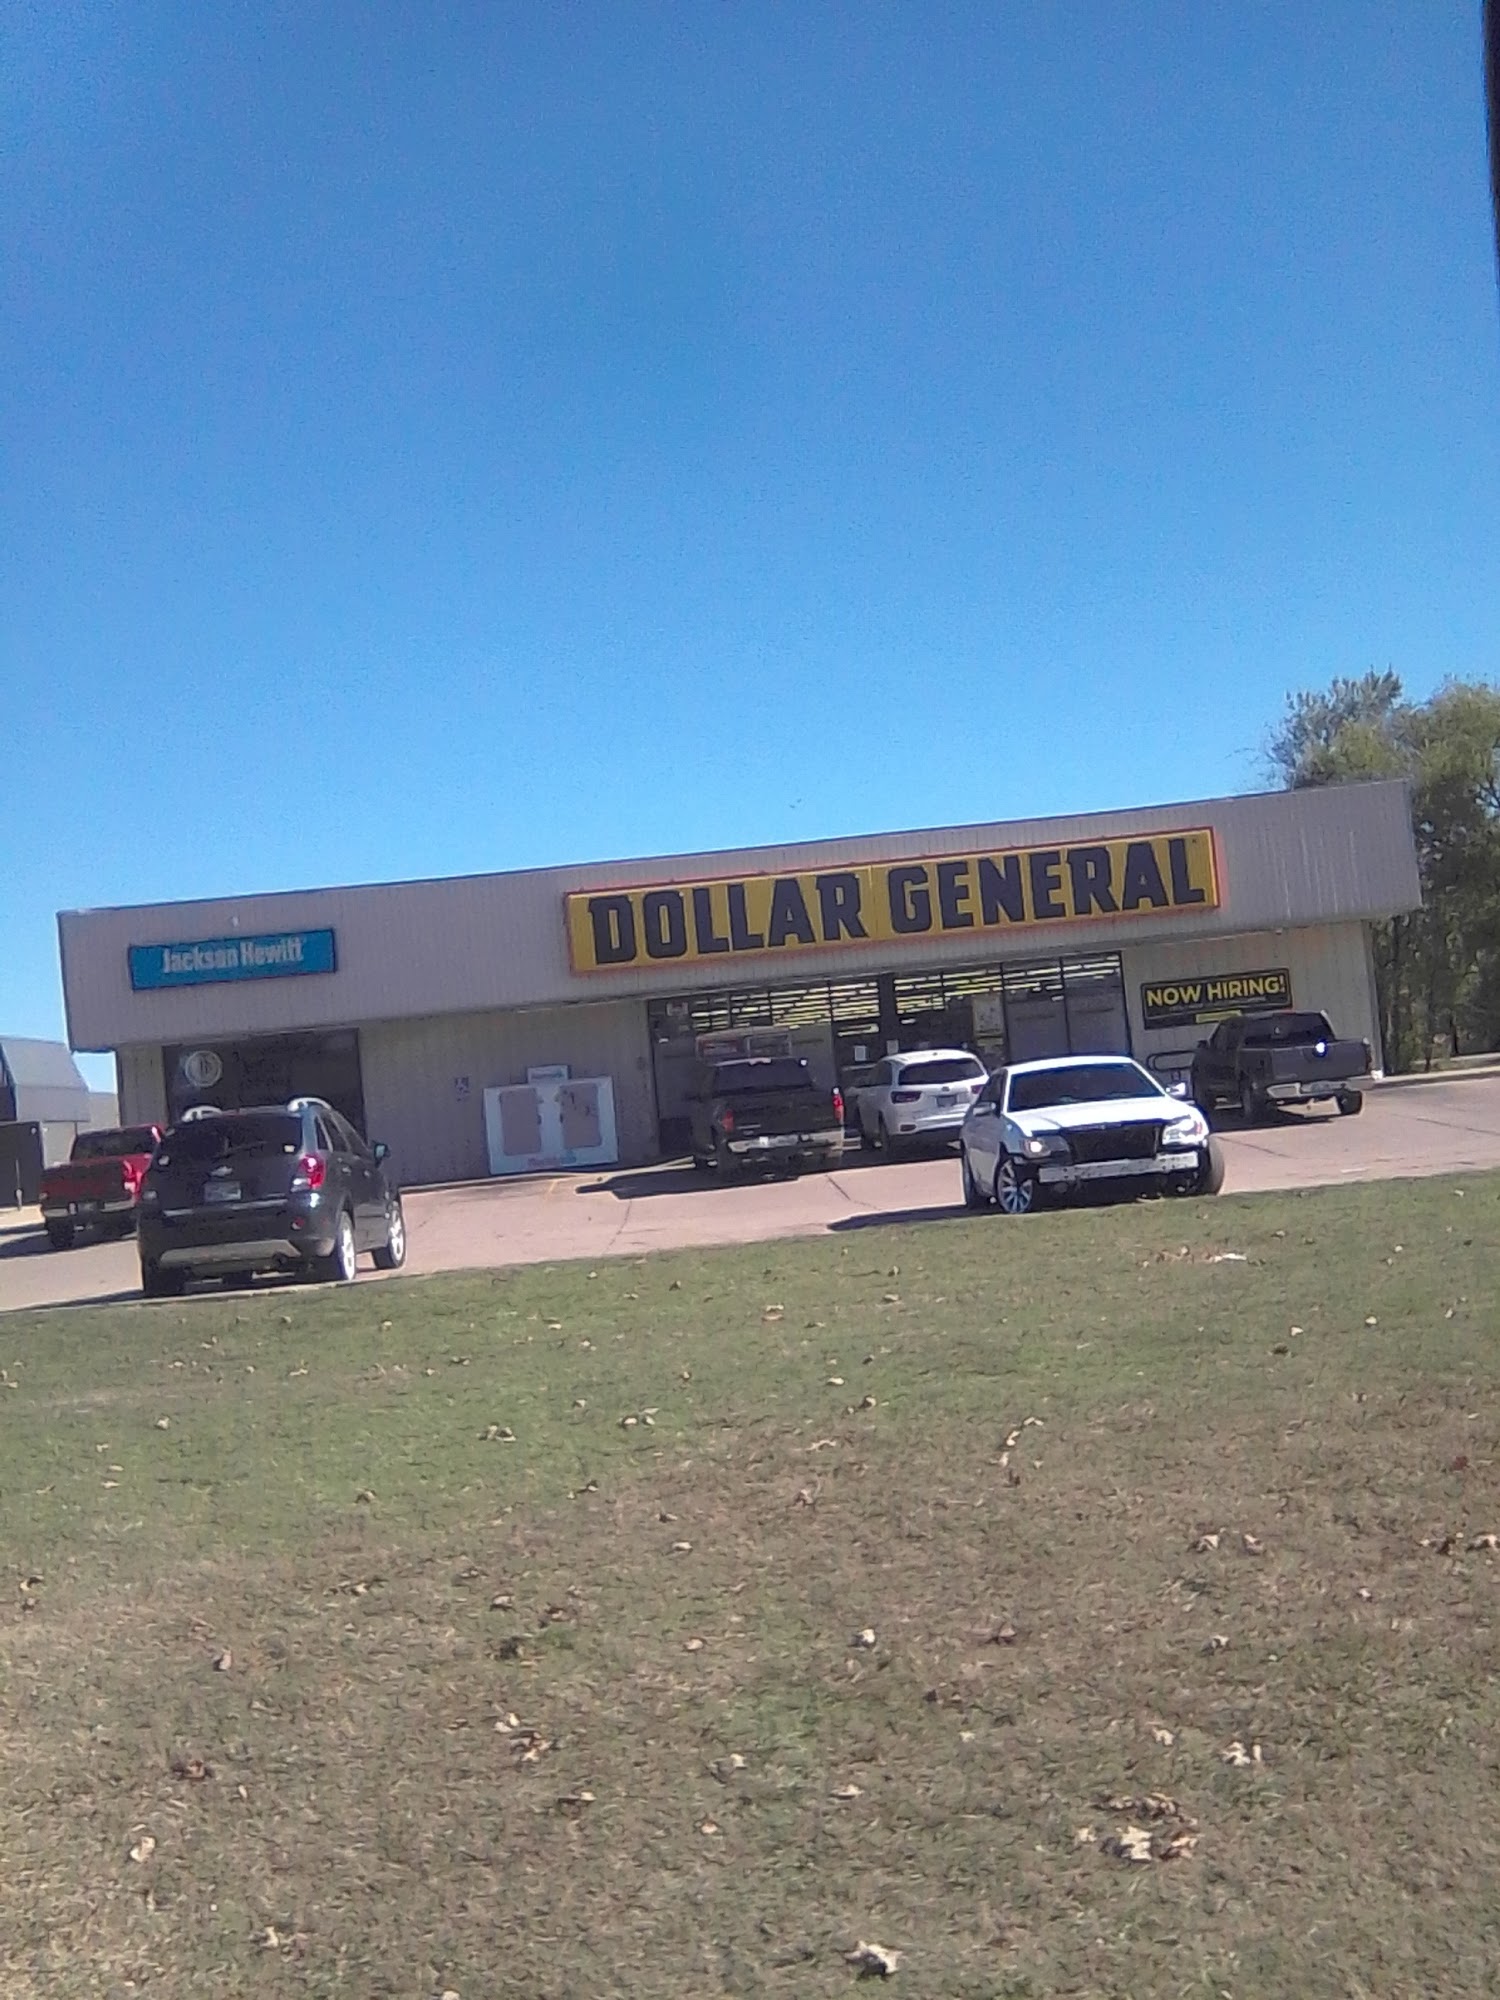 Jackson Hewitt
DOLLAR GENERAL
NOW HIRING!